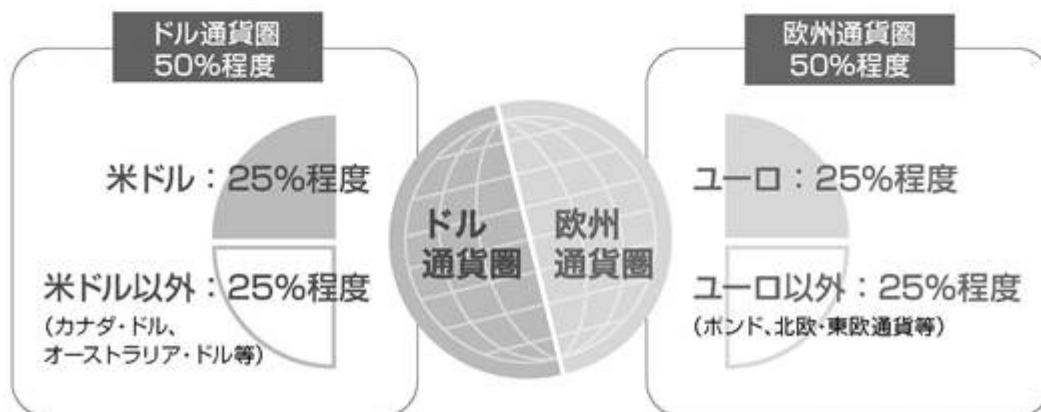 ドル通貨圏
50%程度
米ドル：25%程度
米ドル以外：25%程度
（カナダ・ドル、
オーストラリア・ドル等）
ドル
通貨圏
欧州
通貨圏
欧州通貨圏
50%程度
ユーロ：25%程度
ユーロ以外：25%程度
（ポンド、北欧・東欧通貨等）